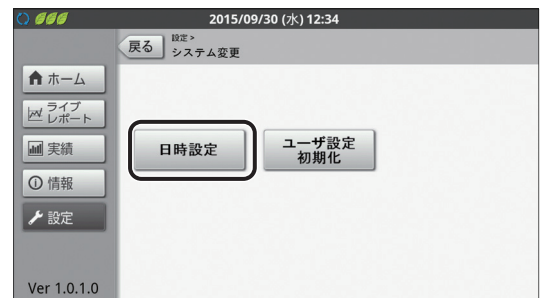 2015/09/30 (水) 12:34
戻る
設定 >
システム変更
ホーム
ライブ
レポート
実績
情報
設定
日時設定
ユーザ設定
初期化
Ver 1.0.1.0